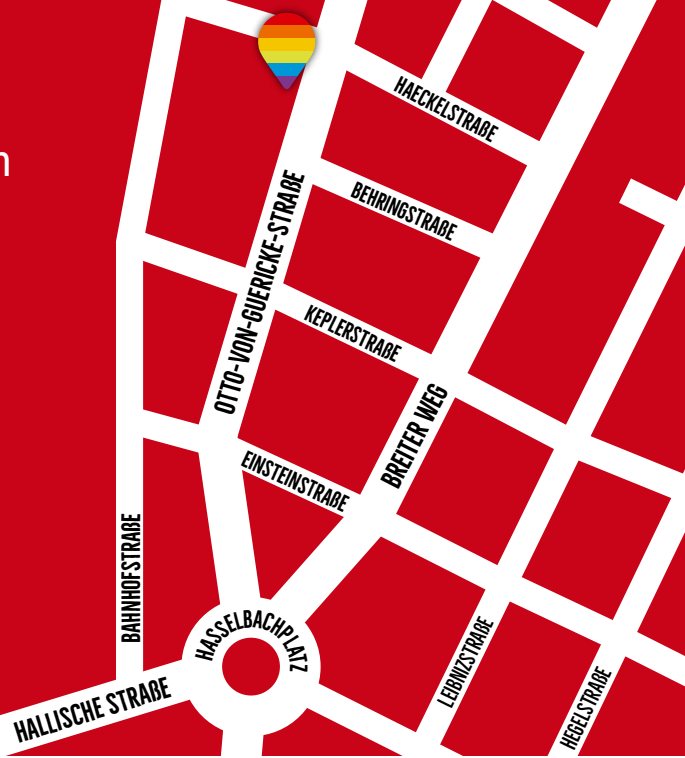 HAECKELSTRAßE
n
BEHRINGSTRAßE
OTTO-VON-GUERICKE-STRAßE
KEPLERSTRAßE
BREITER WEG
EINSTEINSTRAßE
BAHNHOFSTRAßE
HASSELBACHPLATZ
LEIBNIZSTRAßE
HEGELSTRAßE
HALLISCHE STRAßE